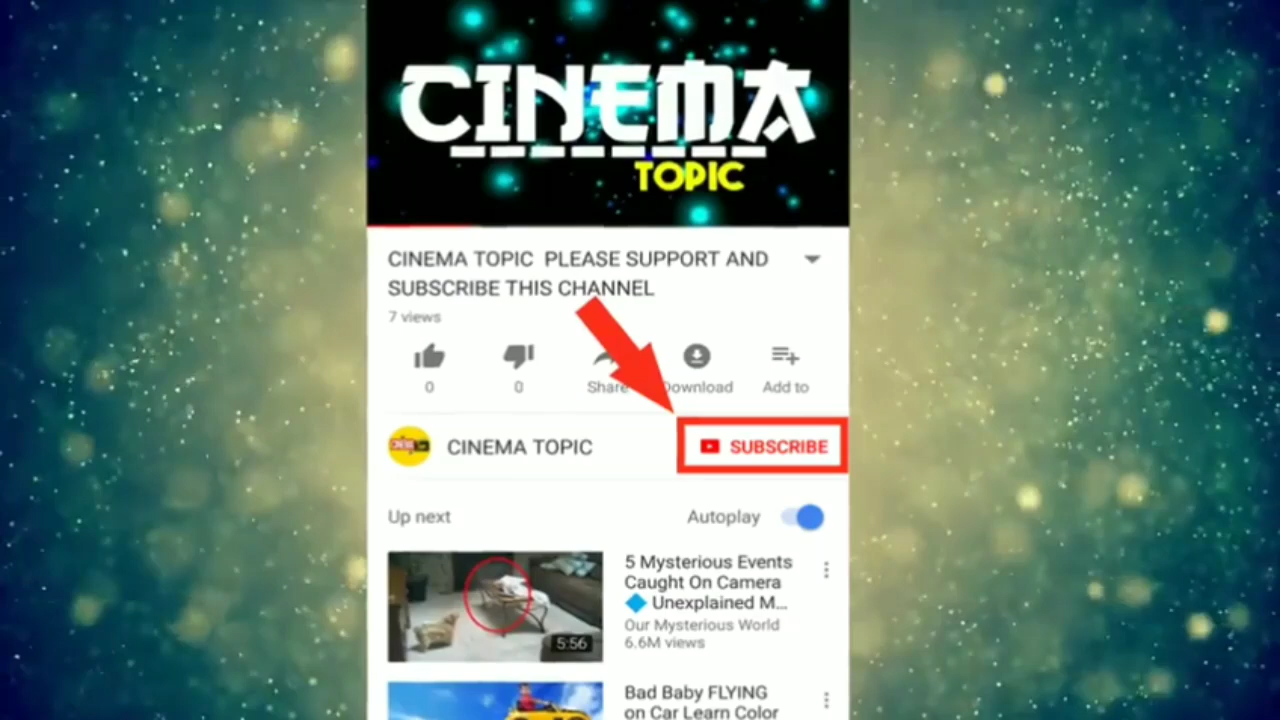 CINEMA
TOPIC
CINEMA TOPIC PLEASE SUPPORT AND
SUBSCRIBE THIS CHANNEL
7 views
0
0
Share
Download
Add to
CINEMA TOPIC
SUBSCRIBE
Up next
Autoplay
5:56
5 Mysterious Events
Caught On Camera
🔷 Unexplained M...
Our Mysterious World
6.6M views
Bad Baby FLYING
on Car Learn Color